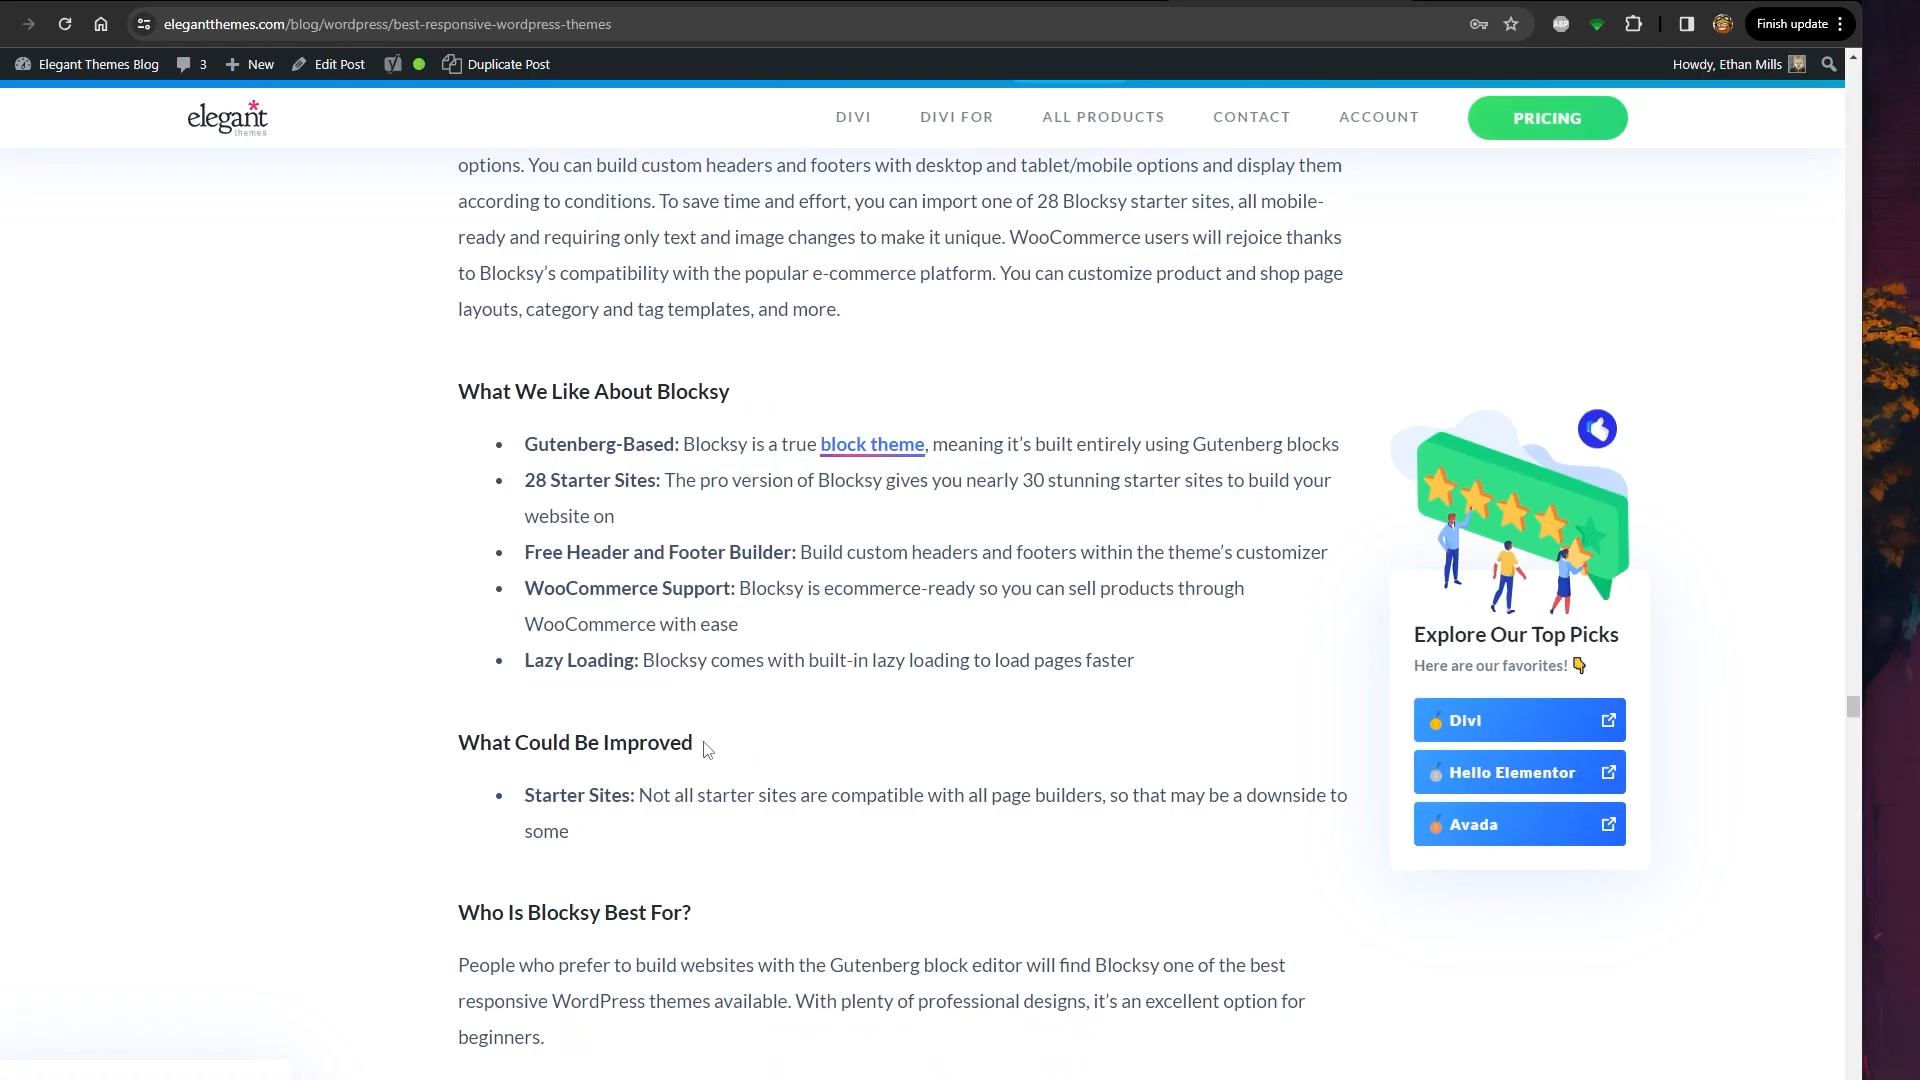 elegantthemes.com/blog/wordpress/best-responsive-wordpress-themes
ABP
Finish update
Elegant Themes Blog
3
New
Edit Post
Duplicate Post
Howdy, Ethan Mills
elegant
themes
DIVI
DIVI FOR
ALL PRODUCTS
CONTACT
ACCOUNT
PRICING
options. You can build custom headers and footers with desktop and tablet/mobile options and display them
according to conditions. To save time and effort, you can import one of 28 Blocksy starter sites, all mobile-
ready and requiring only text and image changes to make it unique. WooCommerce users will rejoice thanks
to Blocksy’s compatibility with the popular e-commerce platform. You can customize product and shop page
layouts, category and tag templates, and more.
What We Like About Blocksy
• Gutenberg-Based: Blocksy is a true block theme, meaning it’s built entirely using Gutenberg blocks
• 28 Starter Sites: The pro version of Blocksy gives you nearly 30 stunning starter sites to build your
website on
• Free Header and Footer Builder: Build custom headers and footers within the theme’s customizer
• WooCommerce Support: Blocksy is ecommerce-ready so you can sell products through
WooCommerce with ease
• Lazy Loading: Blocksy comes with built-in lazy loading to load pages faster
What Could Be Improved
• Starter Sites: Not all starter sites are compatible with all page builders, so that may be a downside to
some
Who Is Blocksy Best For?
People who prefer to build websites with the Gutenberg block editor will find Blocksy one of the best
responsive WordPress themes available. With plenty of professional designs, it’s an excellent option for
beginners.
Explore Our Top Picks
Here are our favorites! 👇
Divi
Hello Elementor
Avada